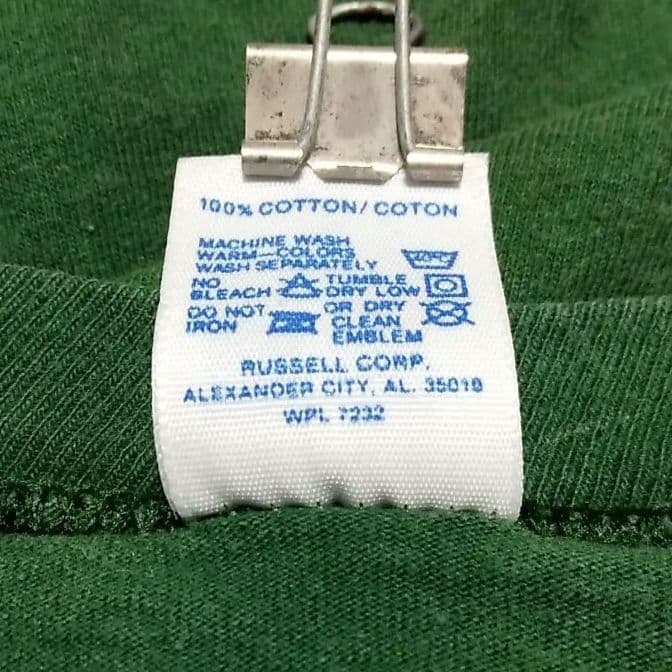 100% COTTON/COTON
MACHINE WASH
WARM—COLORS
WASH SEPARATELY
NO BLEACH TUMBLE DRY LOW
DO NOT IRON OR DRY CLEAN EMBLEM
RUSSELL CORP.
ALEXANDER CITY, AL. 35010
WPL 7232